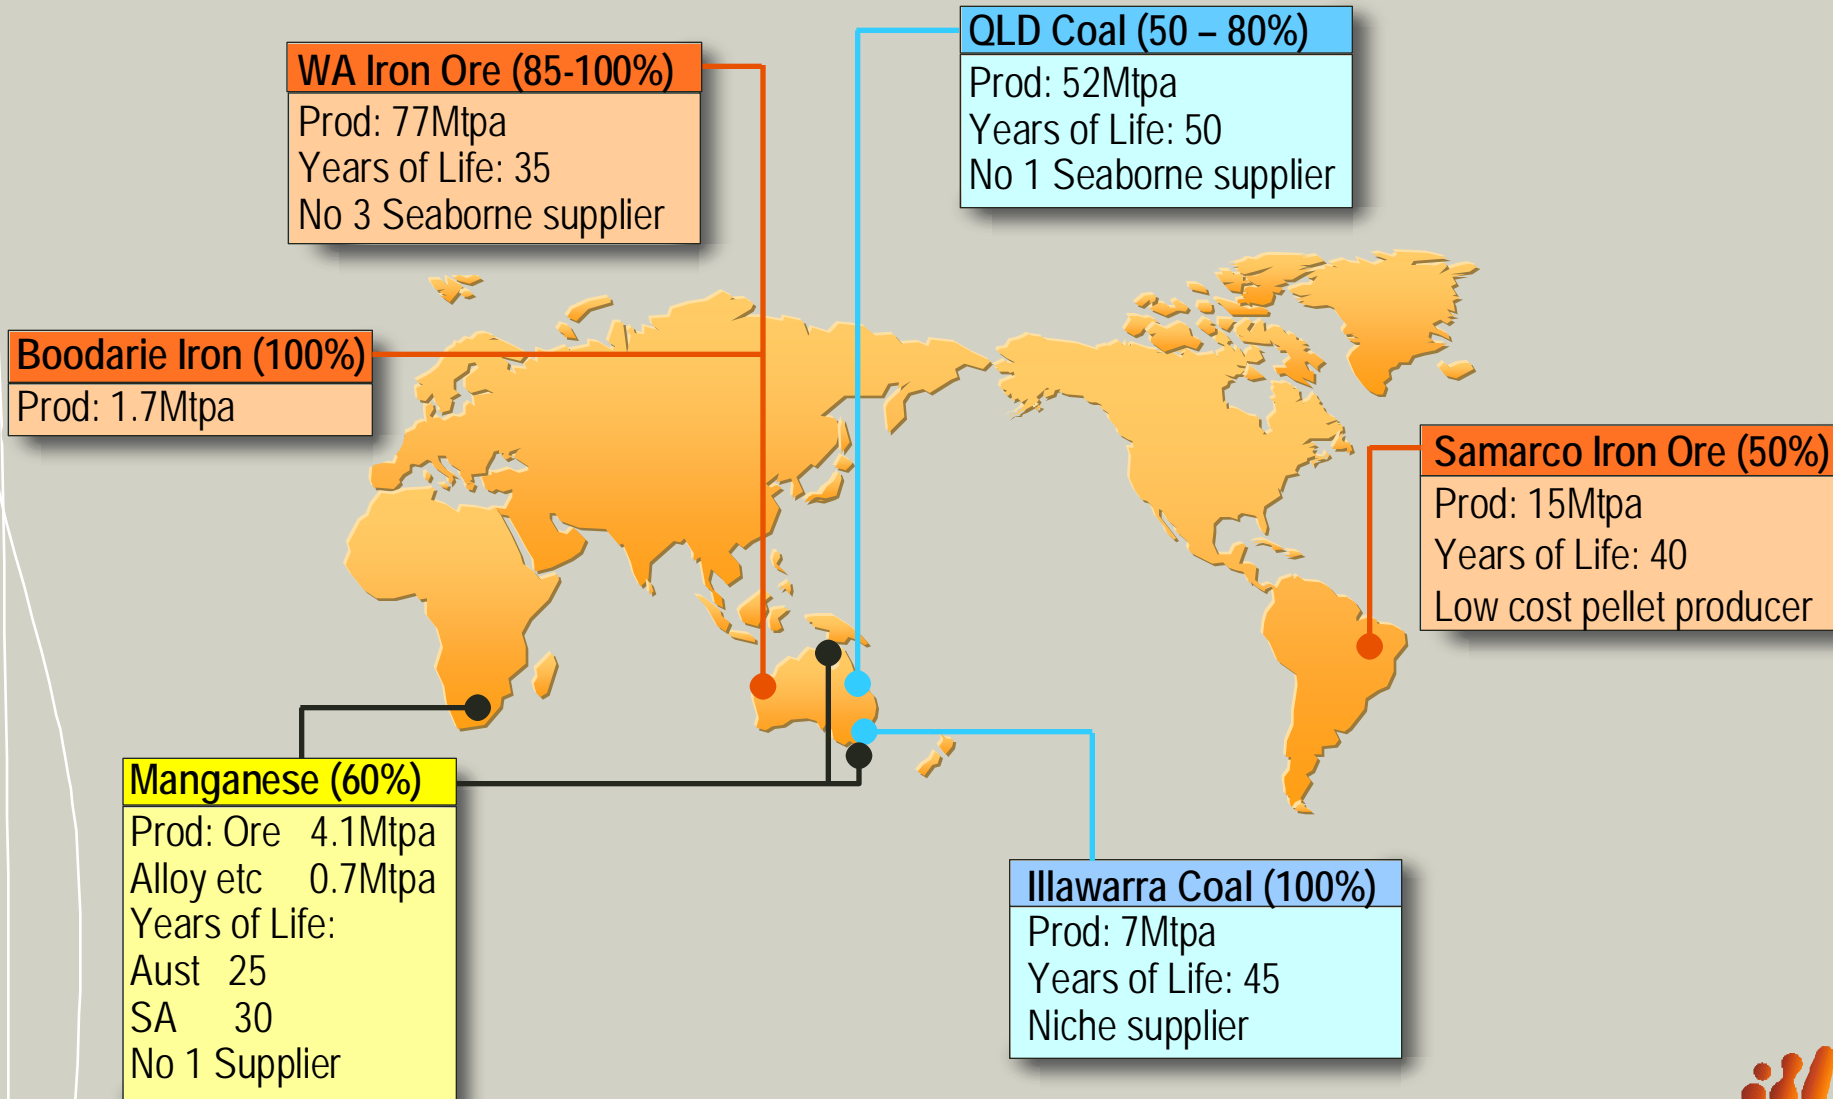 QLD Coal (50 – 80%)
Prod: 52Mtpa
Years of Life: 50
No 1 Seaborne supplier
WA Iron Ore (85-100%)
Prod: 77Mtpa
Years of Life: 35
No 3 Seaborne supplier
Boodarie Iron (100%)
Prod: 1.7Mtpa
Samarco Iron Ore (50%)
Prod: 15Mtpa
Years of Life: 40
Low cost pellet producer
Manganese (60%)
Prod: Ore 4.1Mtpa
Alloy etc 0.7Mtpa
Years of Life:
Aust 25
SA 30
No 1 Supplier
Illawarra Coal (100%)
Prod: 7Mtpa
Years of Life: 45
Niche supplier